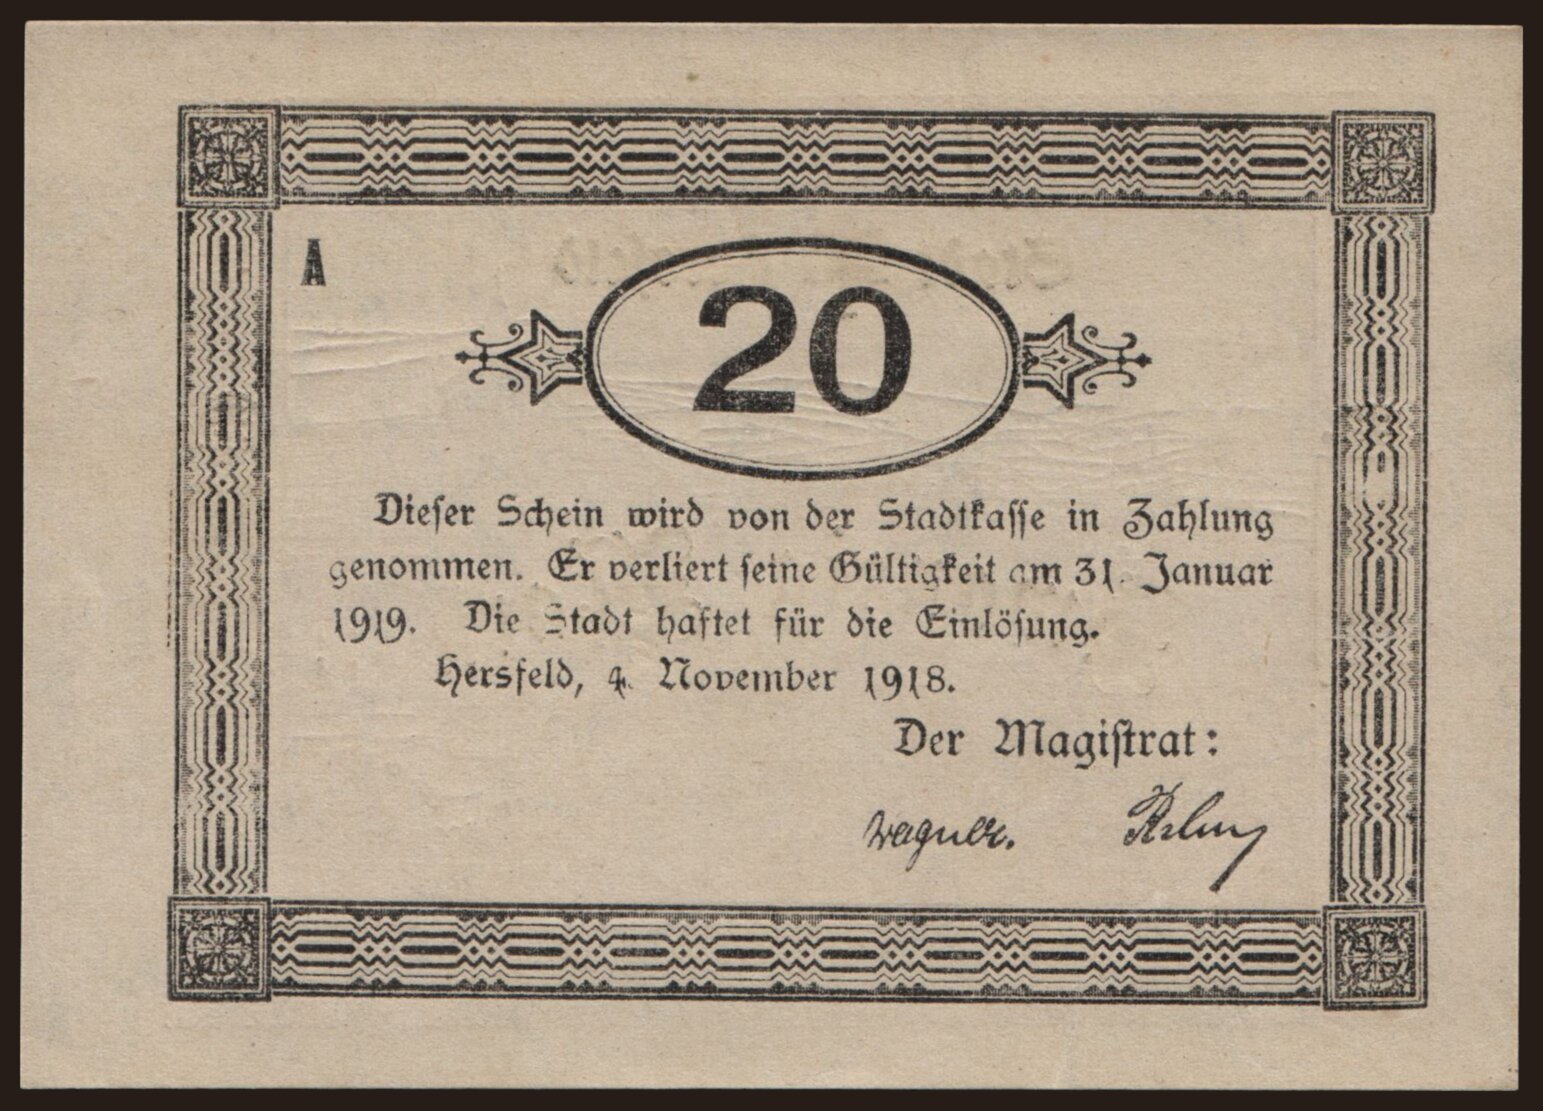 A
20
Dieser Schein wird von der Stadtkasse in Zahlung
genommen. Er verliert seine Gültigkeit am 31. Januar
1919. Die Stadt haftet für die Einlösung.
Hersfeld, 4. November 1918.
Der Magistrat:
Wagner.